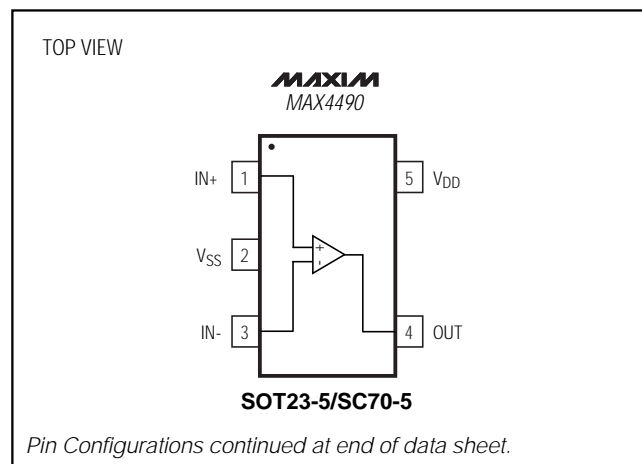 TOP VIEW
MAXIM
MAX4490
IN+ 1 5 VDD
+
VSS 2
-
IN- 3 4 OUT
SOT23-5/SC70-5
Pin Configurations continued at end of data sheet.